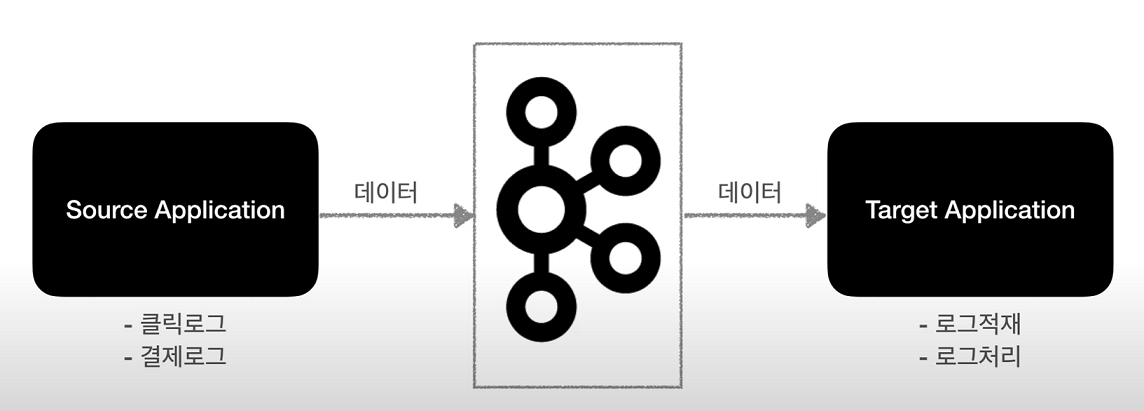 Source Application
데이터
데이터
Target Application
- 클릭로그
- 결제로그
- 로그적재
- 로그처리